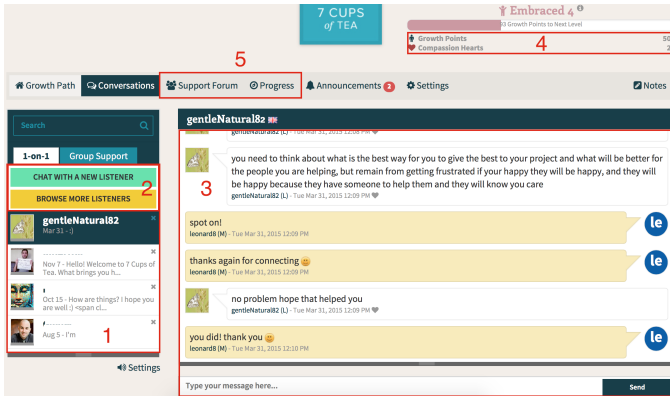 7 CUPS
of TEA
Embraced 4
33 Growth Points to Next Level
Growth Points 50
Compassion Hearts 2
4
5
Growth Path
Conversations
Support Forum
Progress
Announcements 2
Settings
Notes
Search
1-on-1
Group Support
CHAT WITH A NEW LISTENER
2
BROWSE MORE LISTENERS
gentleNatural82
Mar 31 - :)
Nov 7 - Hello! Welcome to 7 Cups of
Tea. What brings you h...
Oct 15 - How are things? I hope you
are well :) <span cl...
Aug 5 - I'm
1
Settings
gentleNatural82
gentleNatural82 (L) - Tue Mar 31, 2015 12:08 PM
3
you need to think about what is the best way for you to give the best to your project and what will be better for
the people you are helping, but remain from getting frustrated if your happy they will be happy, and they will
be happy because they have someone to help them and they will know you care
gentleNatural82 (L) - Tue Mar 31, 2015 12:09 PM
spot on!
leonard8 (M) - Tue Mar 31, 2015 12:09 PM
le
thanks again for connecting
leonard8 (M) - Tue Mar 31, 2015 12:09 PM
le
no problem hope that helped you
gentleNatural82 (L) - Tue Mar 31, 2015 12:09 PM
you did! thank you
leonard8 (M) - Tue Mar 31, 2015 12:10 PM
le
Type your message here...
Send